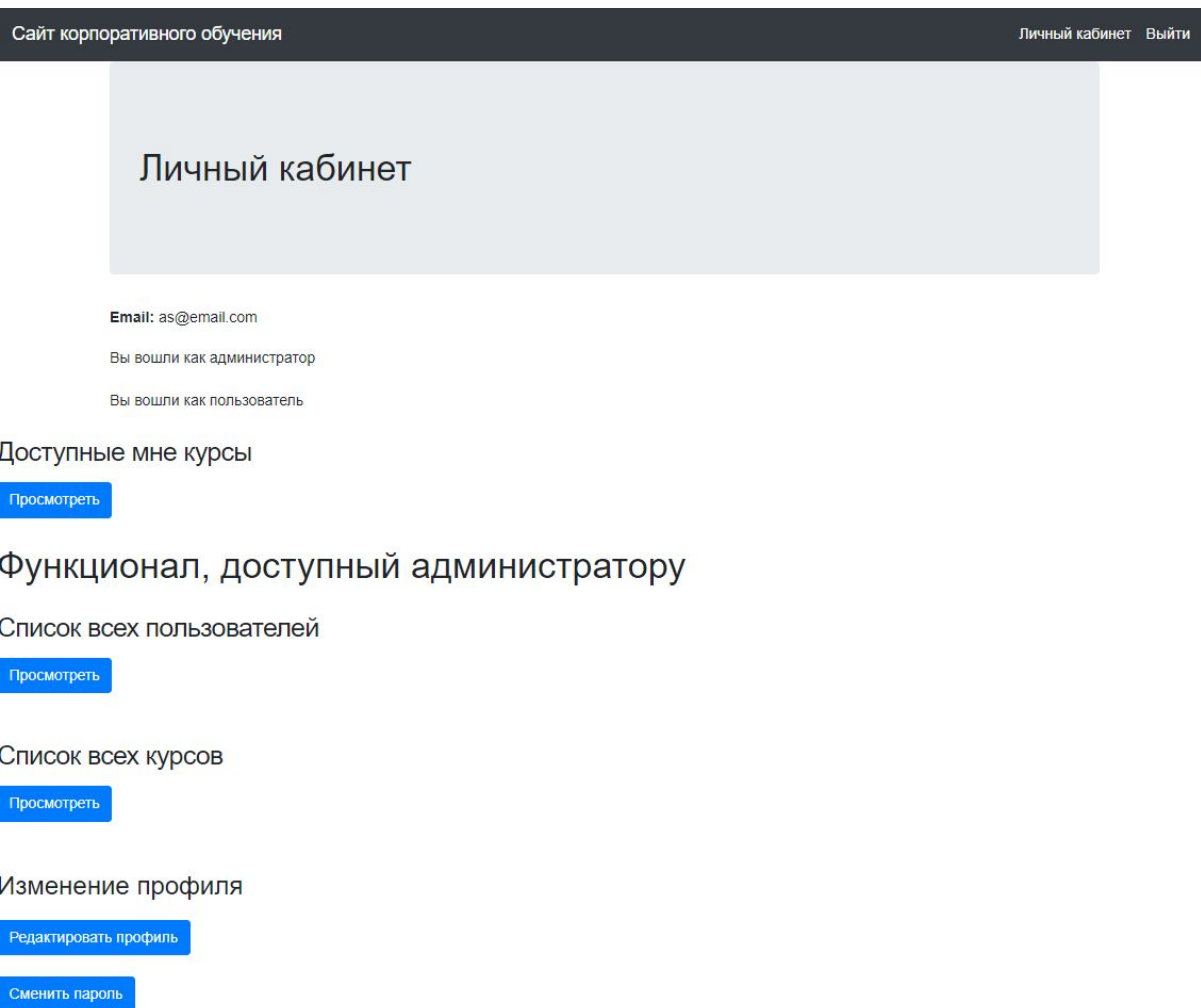 Сайт корпоративного обучения Личный кабинет Выйти
Личный кабинет
Email: as@email.com
Вы вошли как администратор
Вы вошли как пользователь
Доступные мне курсы
Просмотреть
Функционал, доступный администратору
Список всех пользователей
Просмотреть
Список всех курсов
Просмотреть
Изменение профиля
Редактировать профиль
Сменить пароль